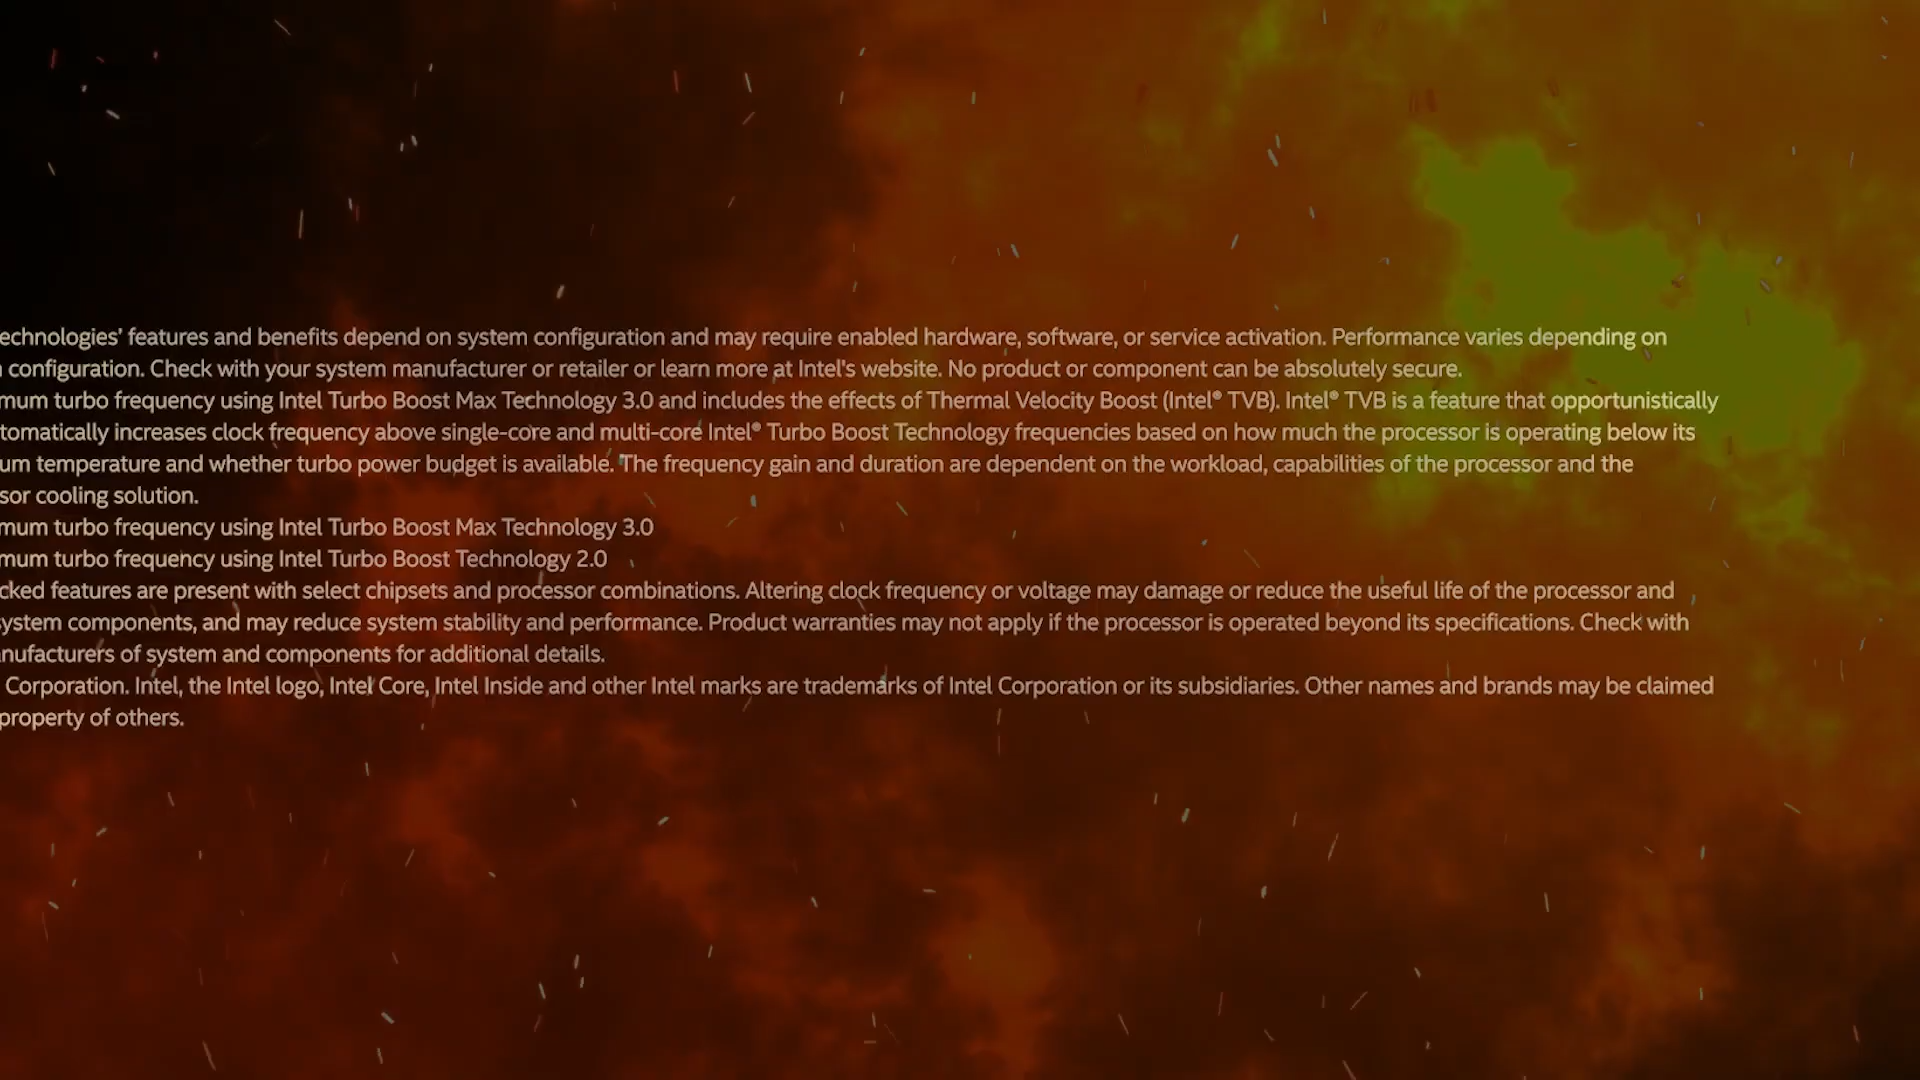 echnologies' features and benefits depend on system configuration and may require enabled hardware, software, or service activation. Performance varies depending on
configuration. Check with your system manufacturer or retailer or learn more at Intel's website. No product or component can be absolutely secure.
mum turbo frequency using Intel Turbo Boost Max Technology 3.0 and includes the effects of Thermal Velocity Boost (Intel® TVB). Intel® TVB is a feature that opportunistically
tomatically increases clock frequency above single-core and multi-core Intel® Turbo Boost Technology frequencies based on how much the processor is operating below its
um temperature and whether turbo power budget is available. The frequency gain and duration are dependent on the workload, capabilities of the processor and the
sor cooling solution.
mum turbo frequency using Intel Turbo Boost Max Technology 3.0
mum turbo frequency using Intel Turbo Boost Technology 2.0
cked features are present with select chipsets and processor combinations. Altering clock frequency or voltage may damage or reduce the useful life of the processor and
system components, and may reduce system stability and performance. Product warranties may not apply if the processor is operated beyond its specifications. Check with
nufacturers of system and components for additional details.
Corporation. Intel, the Intel logo, Intel Core, Intel Inside and other Intel marks are trademarks of Intel Corporation or its subsidiaries. Other names and brands may be claimed
property of others.